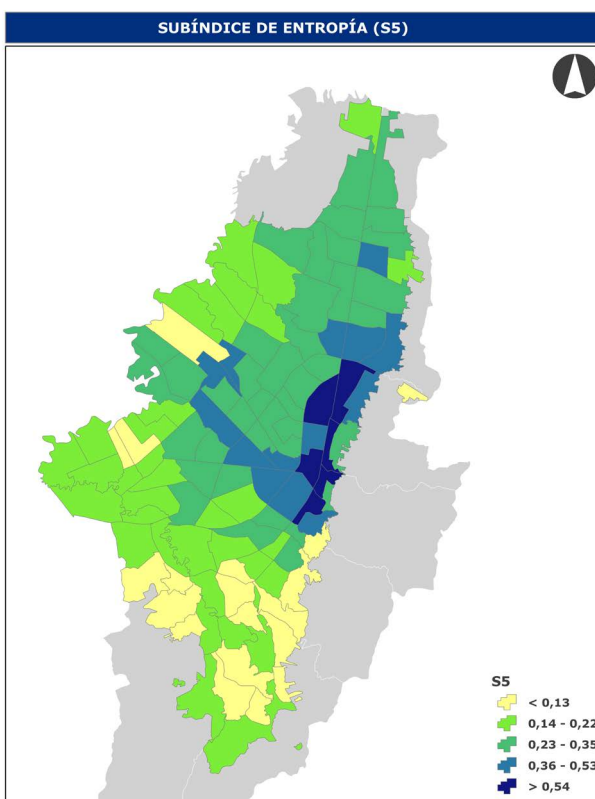 SUBÍNDICE DE ENTROPÍA (S5)
S5
< 0,13
0,14 - 0,22
0,23 - 0,35
0,36 - 0,53
> 0,54